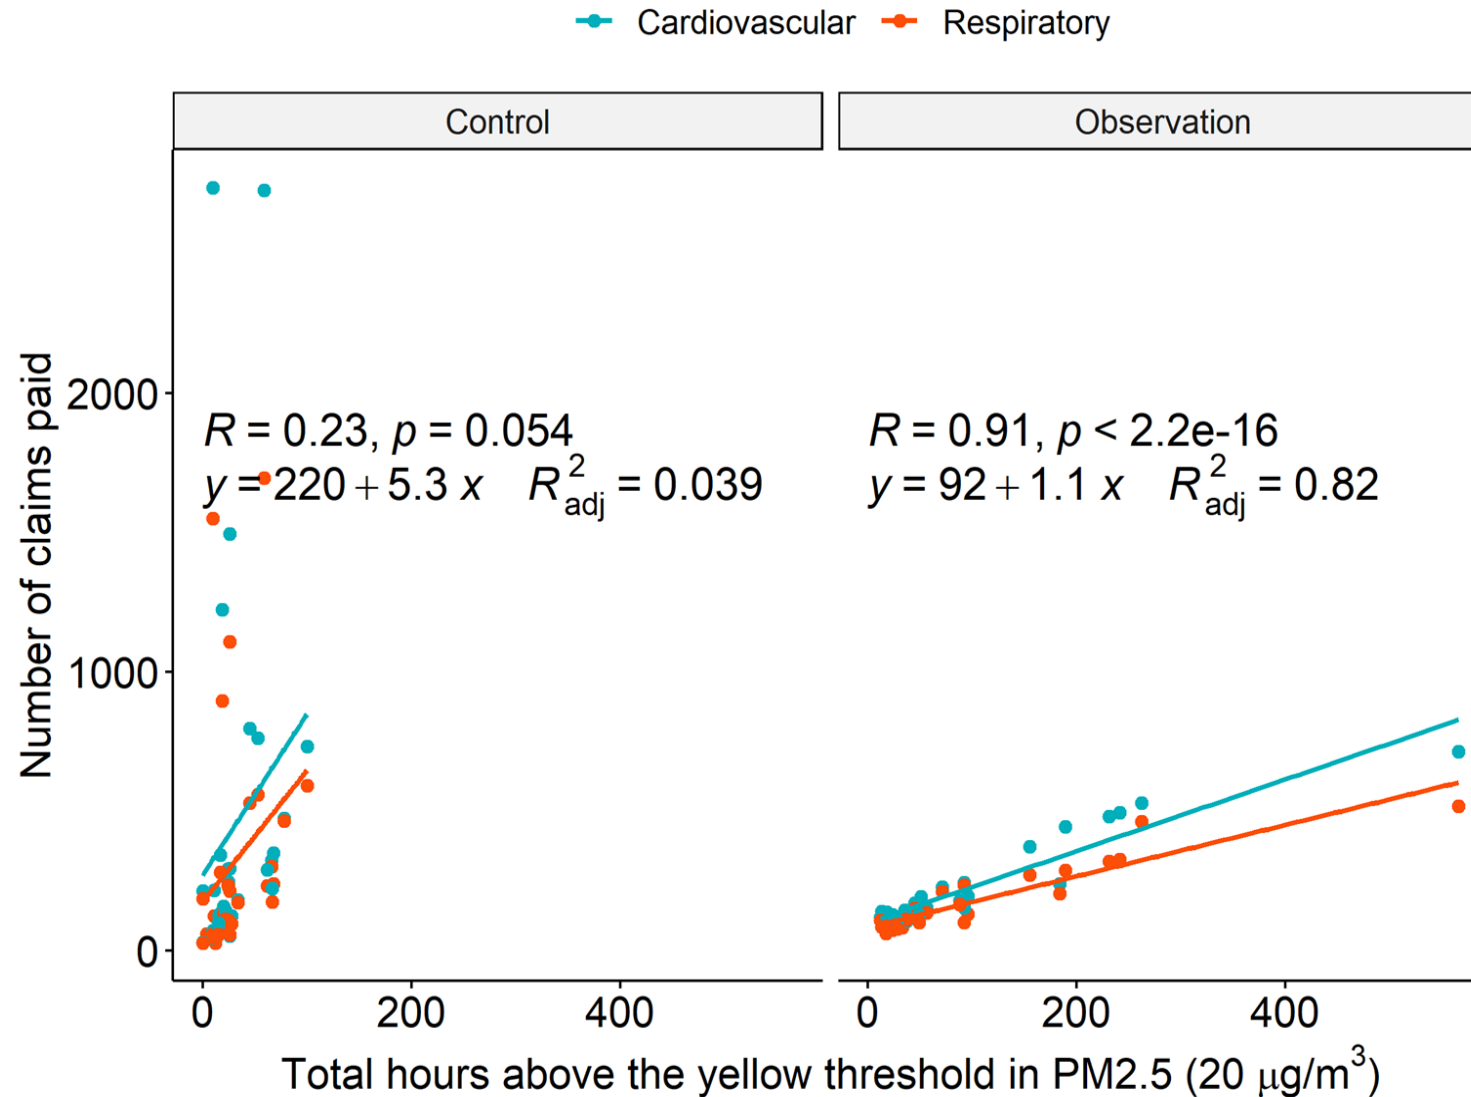 Cardiovascular Respiratory
Control
Observation
Number of claims paid
2000
1000
0
R = 0.23, p = 0.054
y = 220 + 5.3 x R²adj = 0.039
R = 0.91, p < 2.2e-16
y = 92 + 1.1 x R²adj = 0.82
0 200 400
0 200 400
Total hours above the yellow threshold in PM2.5 (20 μg/m³)